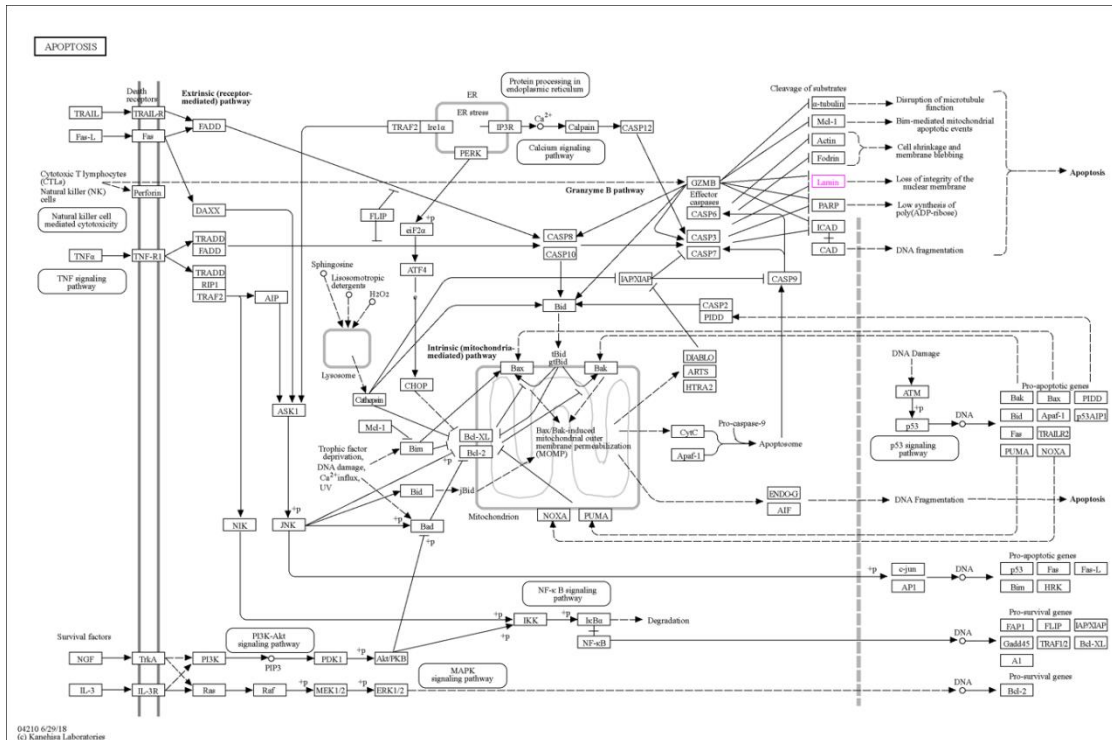 APOPTOSIS
Death
receptors
Extrinsic (receptor-
mediated) pathway
TRAIL
TRAIL-R
Fas-L
Fas
FADD
Cytotoxic T lymphocytes
(CTLs)
Natural killer (NK)
cells
Perforin
Natural killer cell
mediated cytotoxicity
DAXX
TNFα
TNF-R1
TRADD
FADD
TNF signaling
pathway
TRADD
RIP1
TRAF2
AIP
ER
ER stress
TRAF2
Ire1α
IP3R
PERK
Protein processing in
endoplasmic reticulum
Ca2+
Calpain
CASP12
Calcium signaling
pathway
FLIP
+p
eiF2α
ATF4
CHOP
Sphingosine
Lisosomotropic
detergents
H2O2
Lysosome
Cathepsin
Granzyme B pathway
GZMB
Effector
caspases
CASP6
CASP3
CASP7
CASP8
CASP10
IAP/XIAP
CASP9
Bid
CASP2
PIDD
Cleavage of substrates
α-tubulin
Disruption of microtubule
function
Mcl-1
Bim-mediated mitochondrial
apoptotic events
Actin
Fodrin
Cell shrinkage and
membrane blebbing
Lamin
Loss of integrity of the
nuclear membrane
PARP
Low synthesis of
poly(ADP-ribose)
ICAD
CAD
DNA fragmentation
Apoptosis
Intrinsic (mitochondria-
mediated) pathway
tBid
gtBid
Bax
Bak
DIABLO
ARTS
HTRA2
ASK1
Mcl-1
Bim
Bcl-XL
Bcl-2
+p
Bax/Bak-induced
mitochondrial outer
membrane permeabilization
(MOMP)
CytC
Apaf-1
Pro-caspase-9
Apoptosome
Trophic factor
deprivation,
DNA damage,
Ca2+influx,
UV
Bid
jBid
+p
Bad
+p
Mitochondrion
NOXA
PUMA
ENDO-G
AIF
DNA Fragmentation
Apoptosis
DNA Damage
ATM
+p
p53
DNA
p53 signaling
pathway
Pro-apoptotic genes
Bak
Bax
PIDD
Bid
Apaf-1
p53AIP1
Fas
TRAILR2
PUMA
NOXA
NIK
+p
JNK
+p
c-jun
AP1
DNA
Pro-apoptotic genes
p53
Fas
Fas-L
Bim
HRK
NF-κB signaling
pathway
+p
IKK
+p
+p
IκBα
Degradation
NF-κB
DNA
Pro-survival genes
FAP1
FLIP
IAP/XIAP
Gadd45
TRAF1/2
Bcl-XL
A1
Survival factors
NGF
TrkA
PI3K
PIP3
PI3K-Akt
signaling pathway
PDK1
+p
Akt/PKB
MAPK
signaling pathway
IL-3
IL-3R
Ras
Raf
+p
MEK1/2
+p
ERK1/2
DNA
Pro-survival genes
Bcl-2
04210 6/29/18
(c) Kanehisa Laboratories